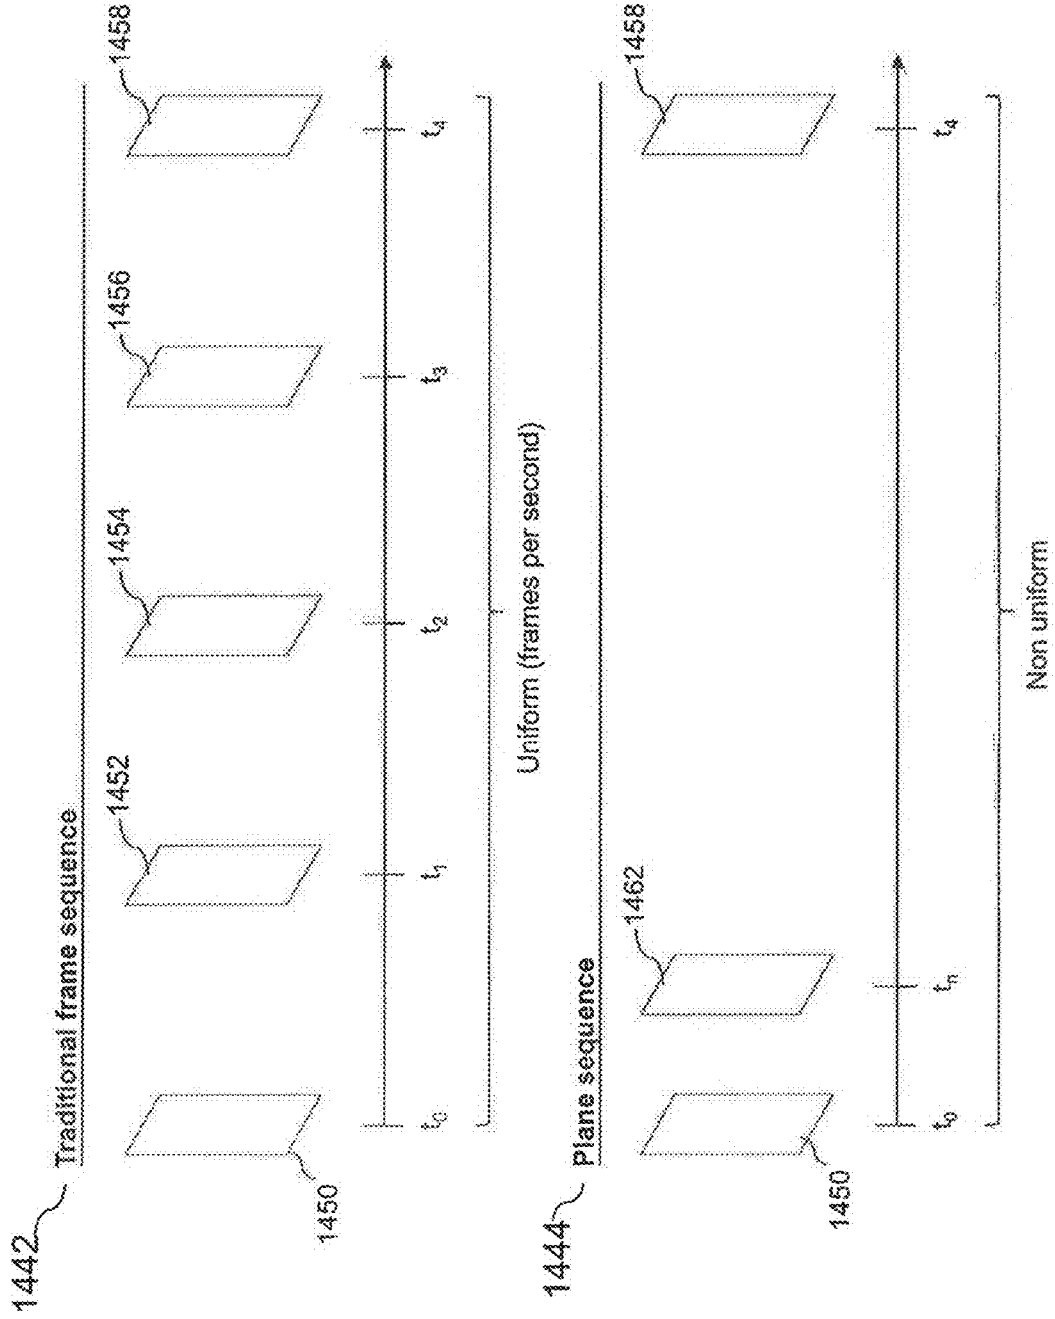 1442
Traditional frame sequence
1450
1452
1454
1456
1458
t0
t1
t2
t3
t4
Uniform (frames per second)
1444
Plane sequence
1450
1462
1458
t0
tn
t4
Non uniform